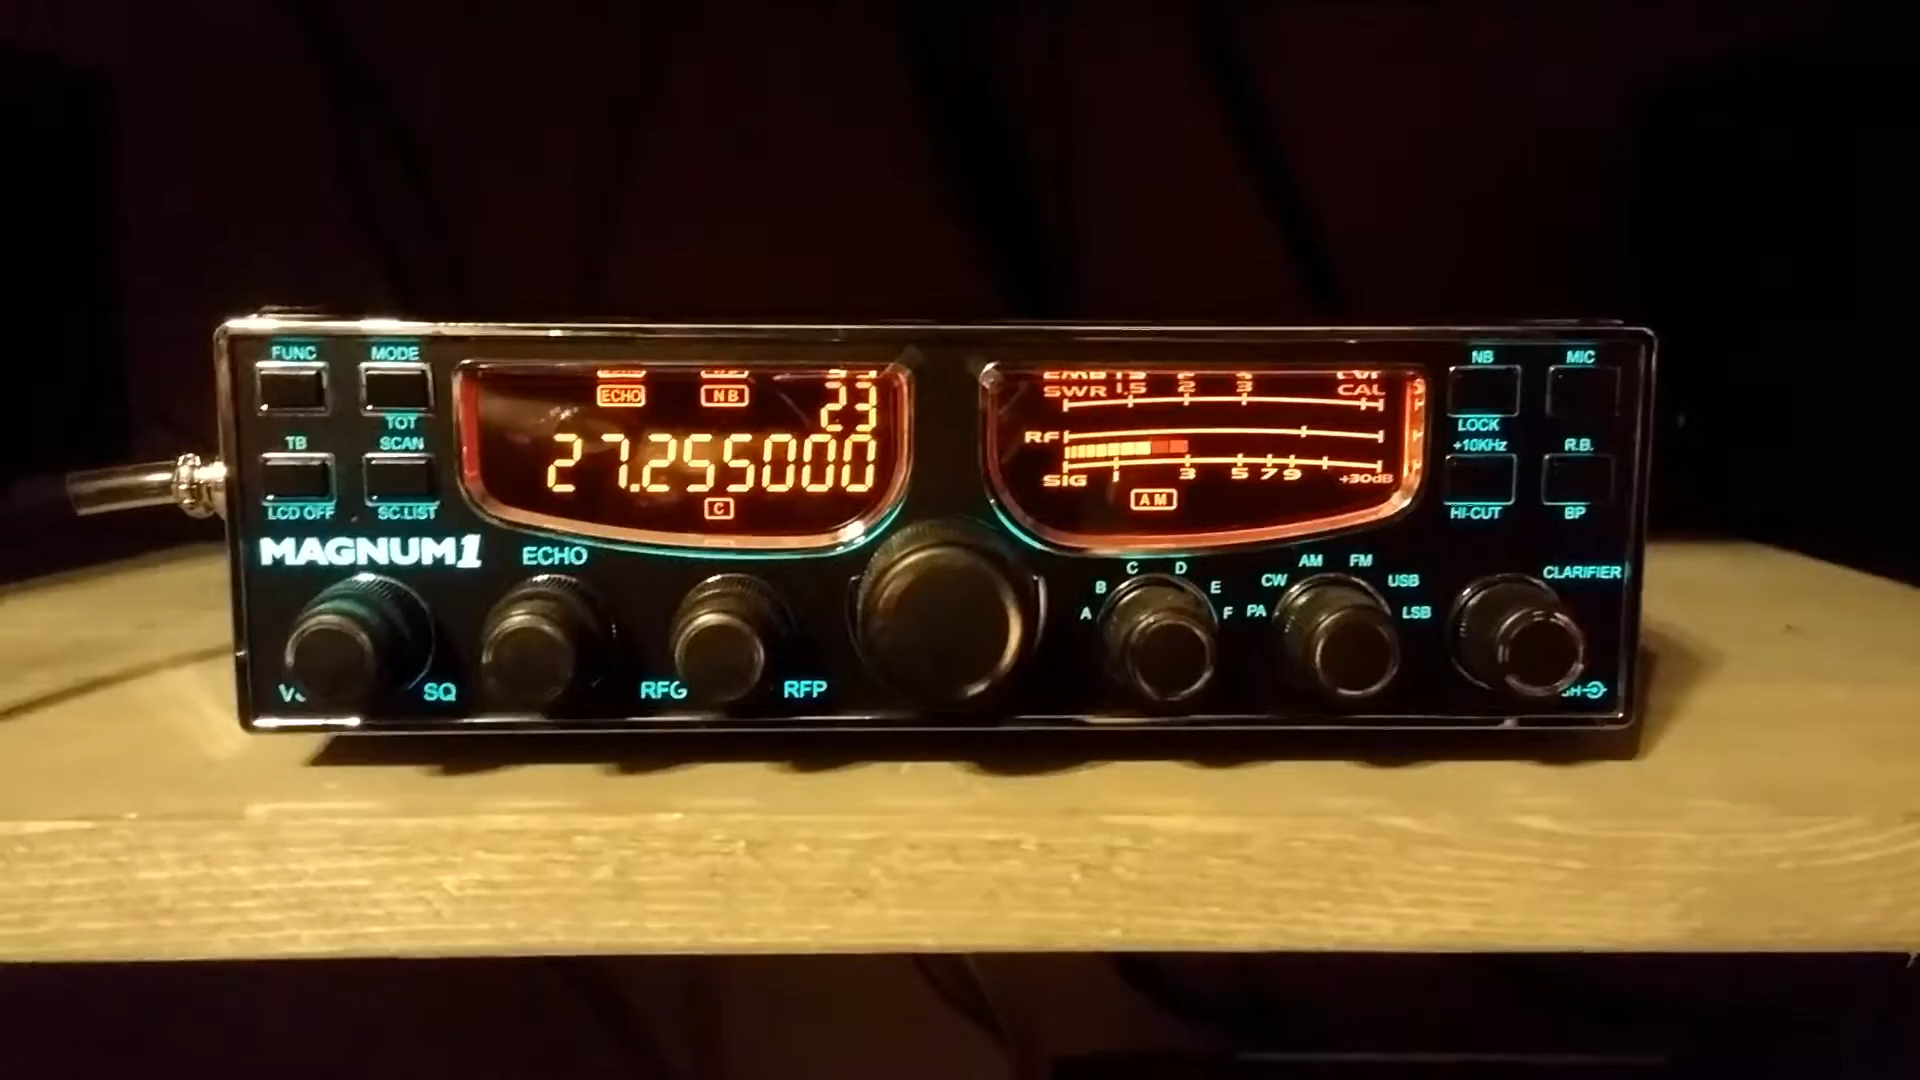 FUNC MODE
TOT
TB SCAN
LCD OFF SC.LIST
MAGNUM1
ECHO NB
23
27.255000
C
SWR 1.5 2 3 CAL
RF
SIG 1 3 5 7 9 +30dB
AM
NB MIC
LOCK
+10KHz R.B.
HI-CUT BP
ECHO
SQ
RFG RFP
A B C D E F
PA CW AM FM USB LSB
CLARIFIER